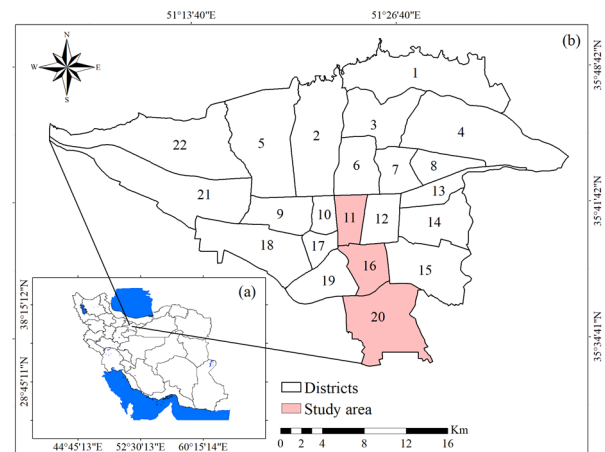 51°13'40"E 51°26'40"E
(b)
N
W E
S
35°48'42"N
35°41'42"N
35°34'41"N
1
2
3
4
5
6
7
8
9
10
11
12
13
14
15
16
17
18
19
20
21
22
(a)
38°15'12"N
28°45'11"N
44°45'13"E 52°30'13"E 60°15'14"E
Districts
Study area
Km
0 2 4 8 12 16